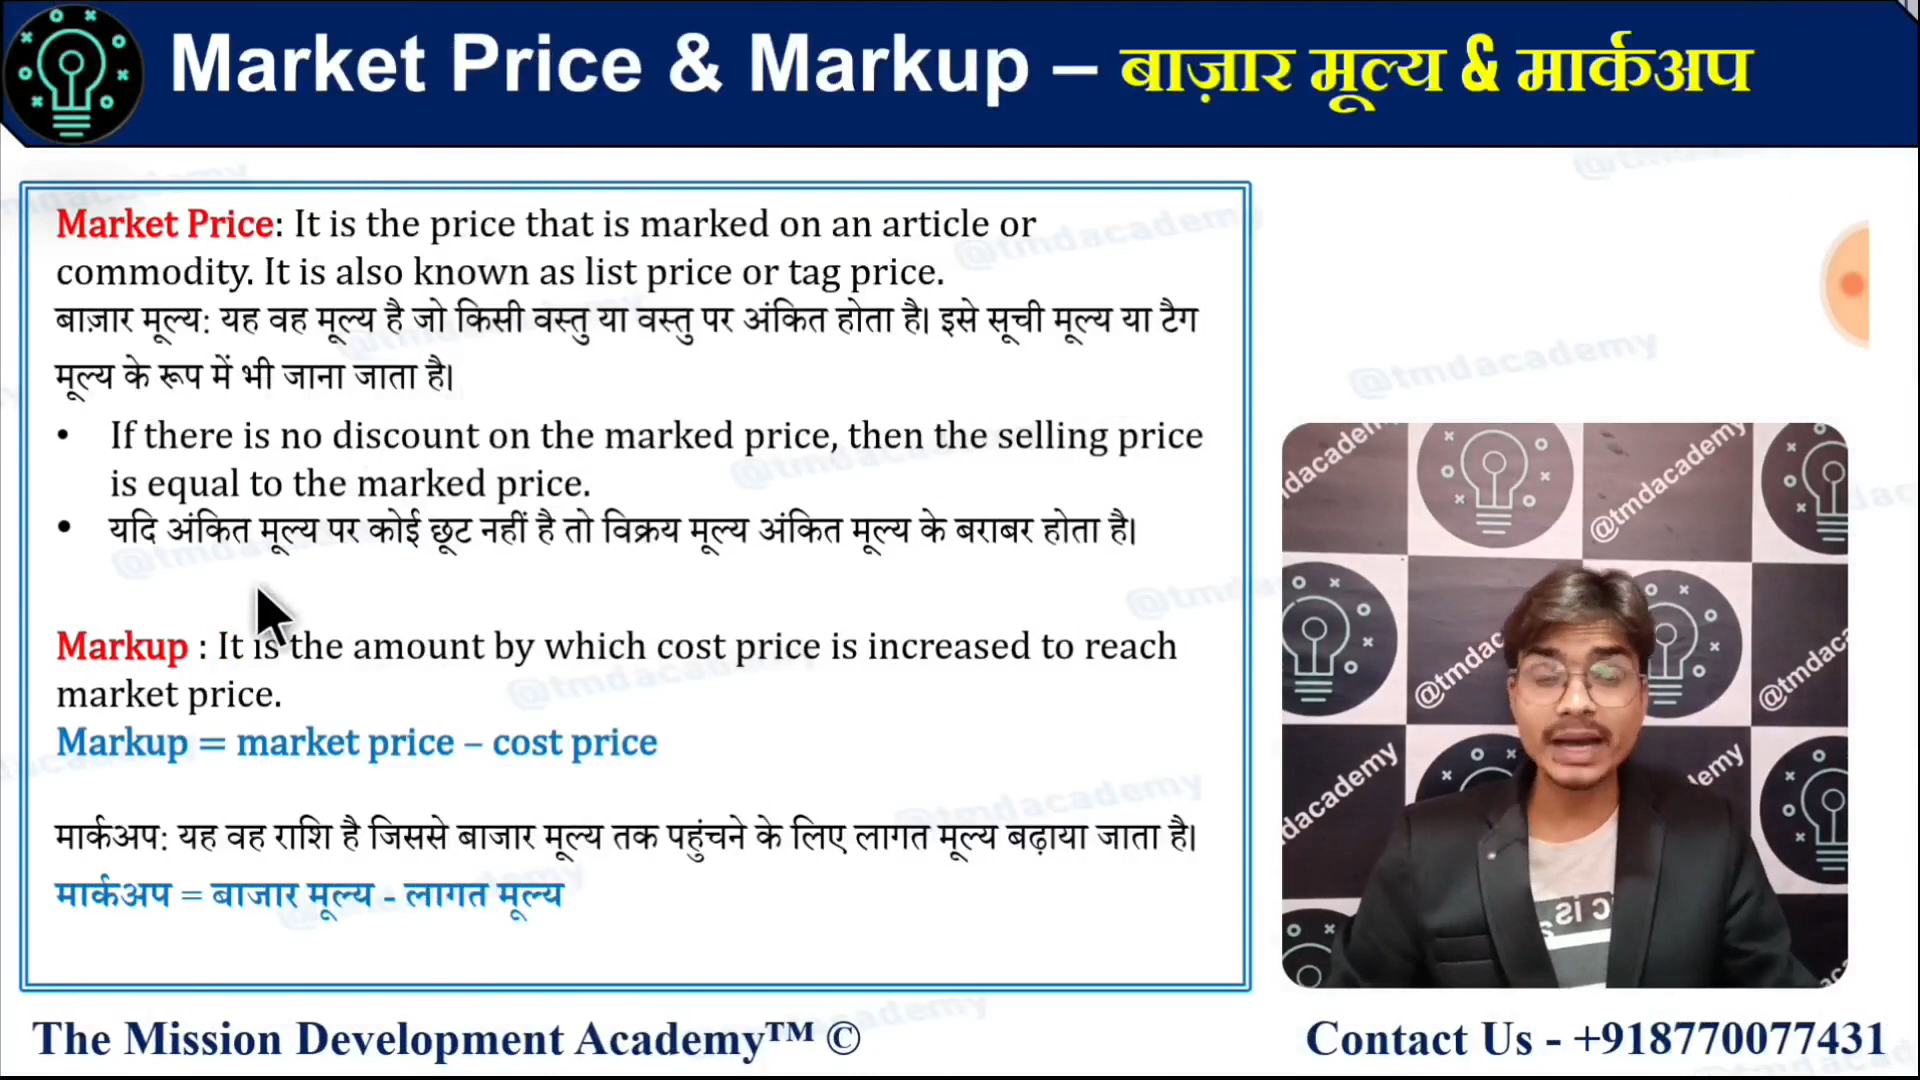 Market Price & Markup – बाज़ार मूल्य & मार्कअप
Market Price: It is the price that is marked on an article or
commodity. It is also known as list price or tag price.
बाज़ार मूल्य: यह वह मूल्य है जो किसी वस्तु या वस्तु पर अंकित होता है। इसे सूची मूल्य या टैग
मूल्य के रूप में भी जाना जाता है।
• If there is no discount on the marked price, then the selling price
is equal to the marked price.
• यदि अंकित मूल्य पर कोई छूट नहीं है तो विक्रय मूल्य अंकित मूल्य के बराबर होता है।
Markup : It is the amount by which cost price is increased to reach
market price.
Markup = market price – cost price
मार्कअप: यह वह राशि है जिससे बाजार मूल्य तक पहुंचने के लिए लागत मूल्य बढ़ाया जाता है।
मार्कअप = बाजार मूल्य - लागत मूल्य
@tmdacademy
@tmdacademy
The Mission Development Academy™ ©
Contact Us - +918770077431